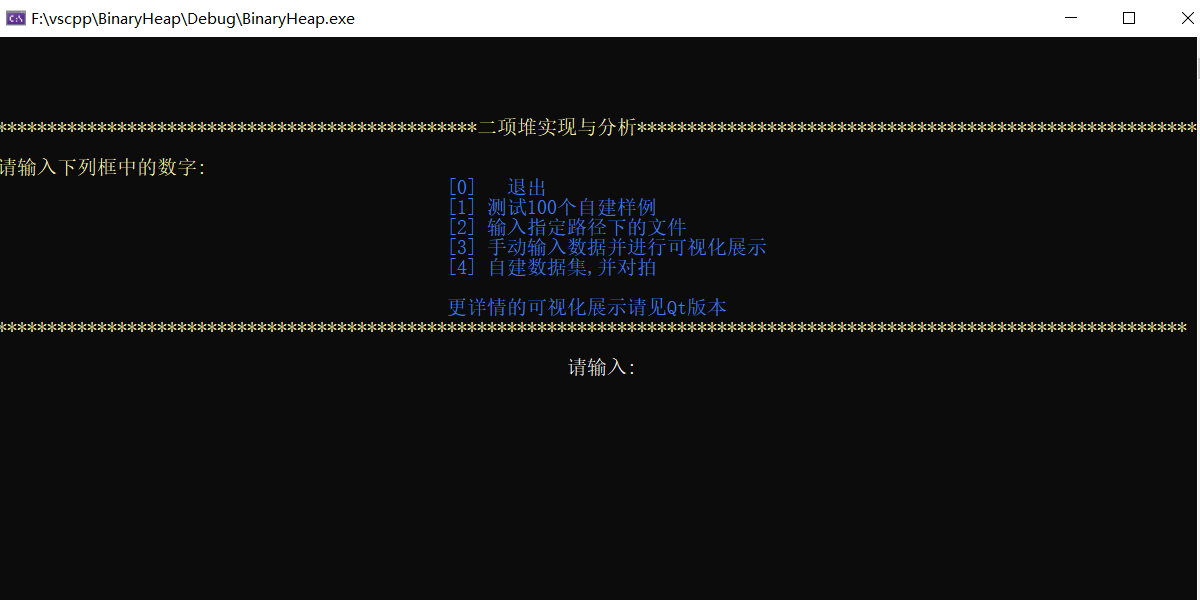 F:\vscpp\BinaryHeap\Debug\BinaryHeap.exe
************************************************二项堆实现与分析********************************************************
请输入下列框中的数字:
[0] 退出
[1] 测试100个自建样例
[2] 输入指定路径下的文件
[3] 手动输入数据并进行可视化展示
[4] 自建数据集,并对拍
更详情的可视化展示请见Qt版本
***********************************************************************************************************************
请输入: